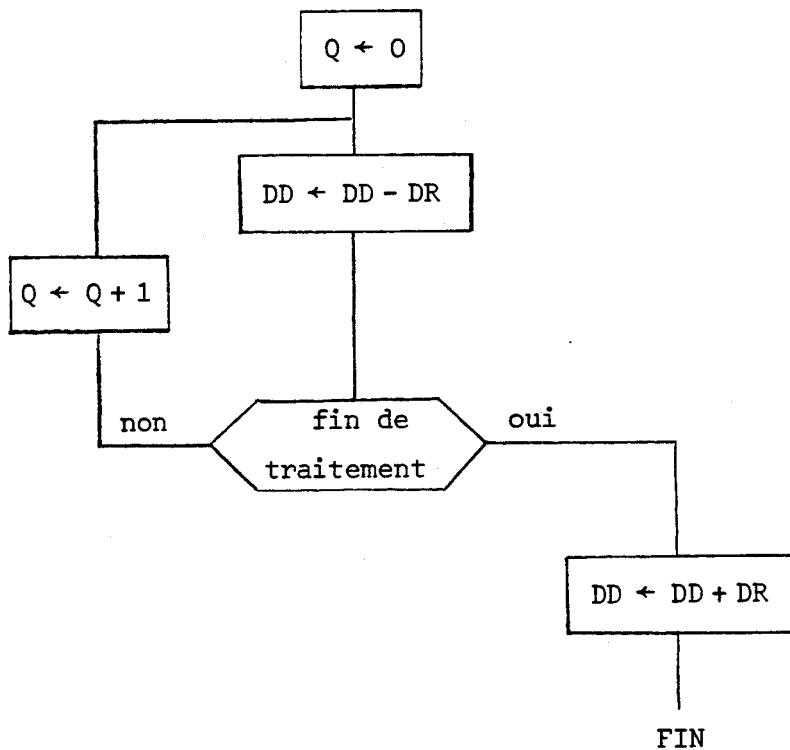 Q ← O
DD ← DD - DR
Q ← Q + 1
non
fin de
traitement
oui
DD ← DD + DR
FIN